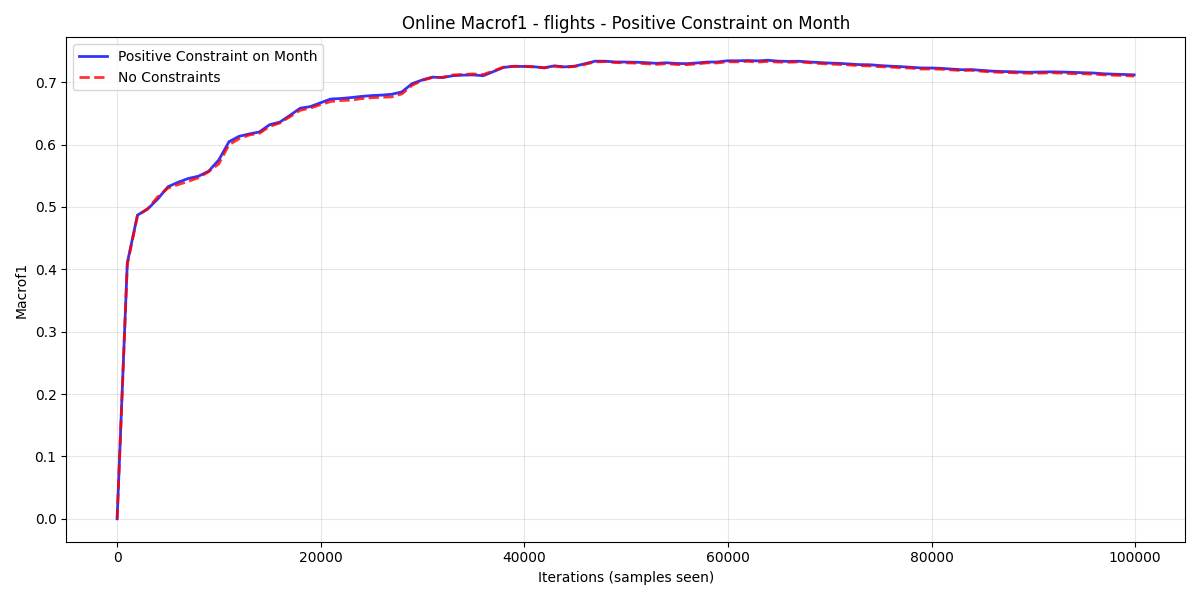 Online Macrof1 - flights - Positive Constraint on Month
Positive Constraint on Month
No Constraints
Macrof1
0.7
0.6
0.5
0.4
0.3
0.2
0.1
0.0
0 20000 40000 60000 80000 100000
Iterations (samples seen)